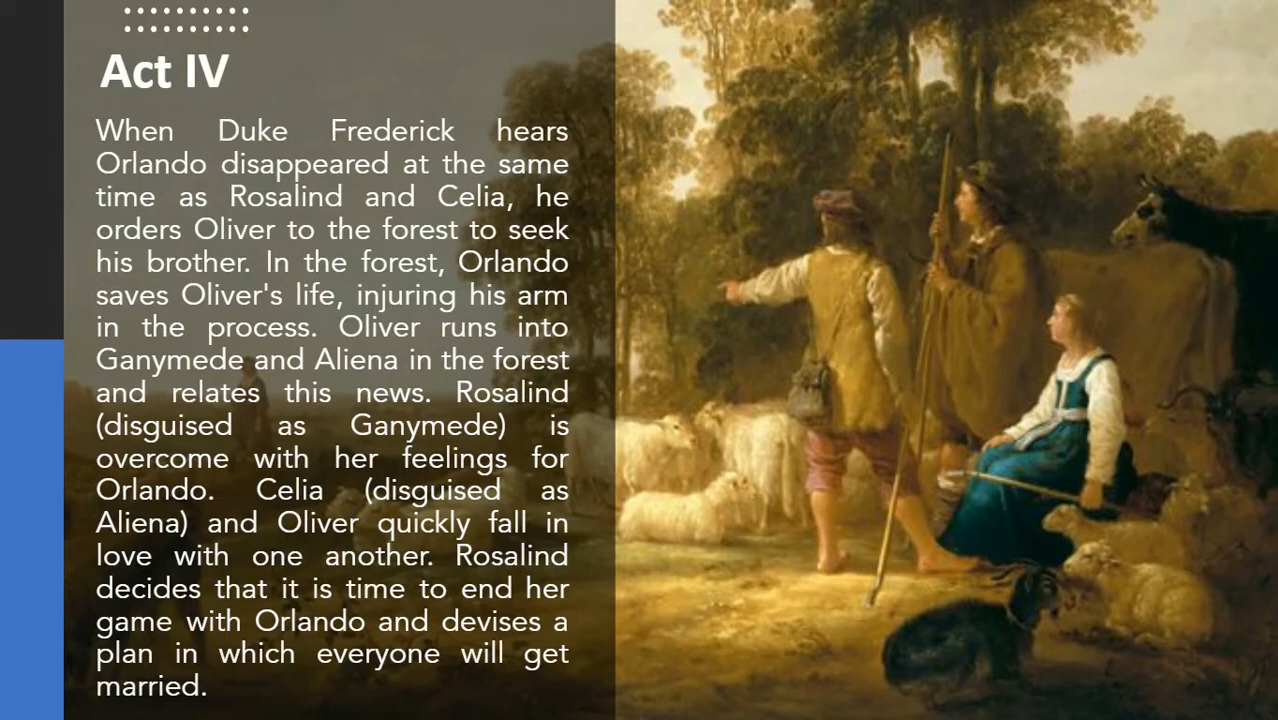 Act IV
When Duke Frederick hears
Orlando disappeared at the same
time as Rosalind and Celia, he
orders Oliver to the forest to seek
his brother. In the forest, Orlando
saves Oliver's life, injuring his arm
in the process. Oliver runs into
Ganymede and Aliena in the forest
and relates this news. Rosalind
(disguised as Ganymede) is
overcome with her feelings for
Orlando. Celia (disguised as
Aliena) and Oliver quickly fall in
love with one another. Rosalind
decides that it is time to end her
game with Orlando and devises a
plan in which everyone will get
married.